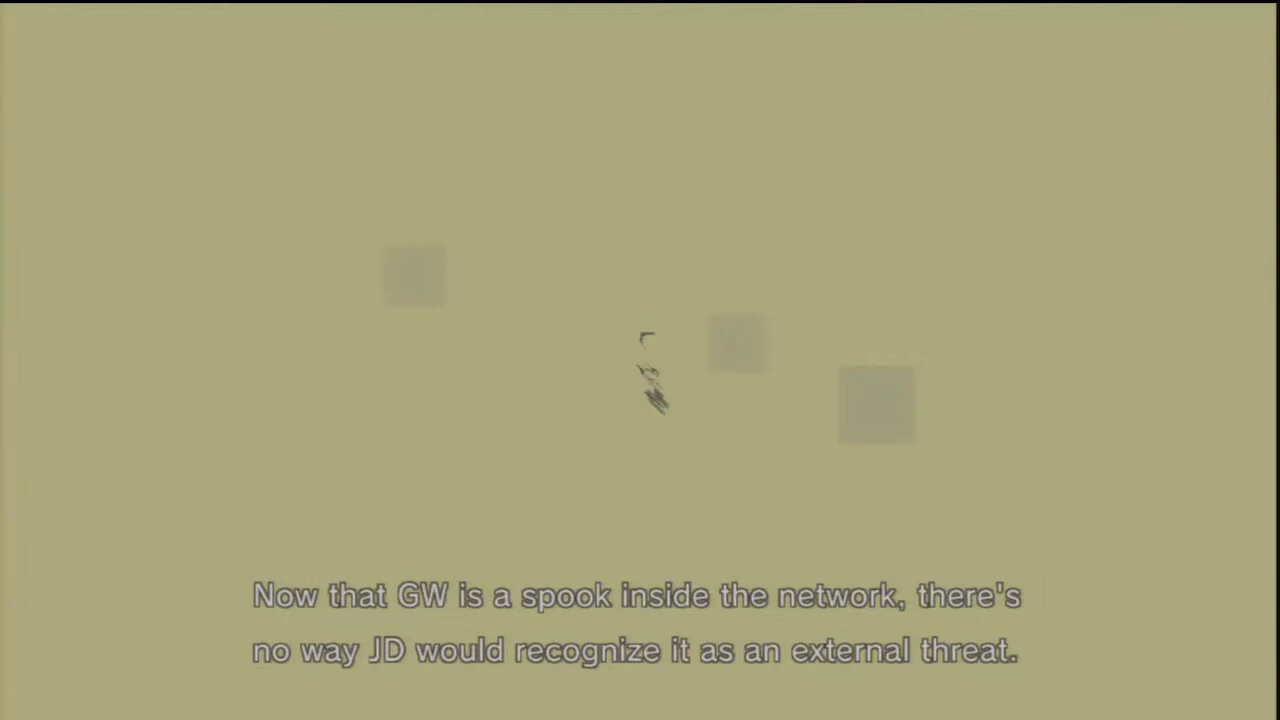 Now that GW is a spook inside the network, there's
no way JD would recognize it as an external threat.